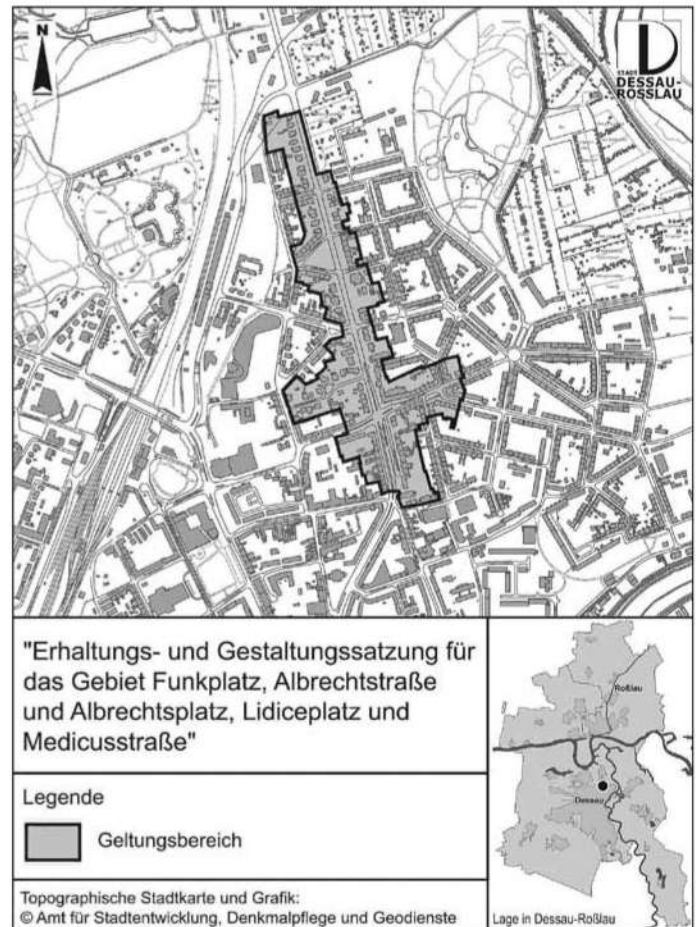 N
STADT
DESSAU-
ROSSLAU
"Erhaltungs- und Gestaltungssatzung für
das Gebiet Funkplatz, Albrechtstraße
und Albrechtsplatz, Lidiceplatz und
Medicusstraße"
Legende
Geltungsbereich
Topographische Stadtkarte und Grafik:
© Amt für Stadtentwicklung, Denkmalpflege und Geodienste
Roßlau
Dessau
Lage in Dessau-Roßlau